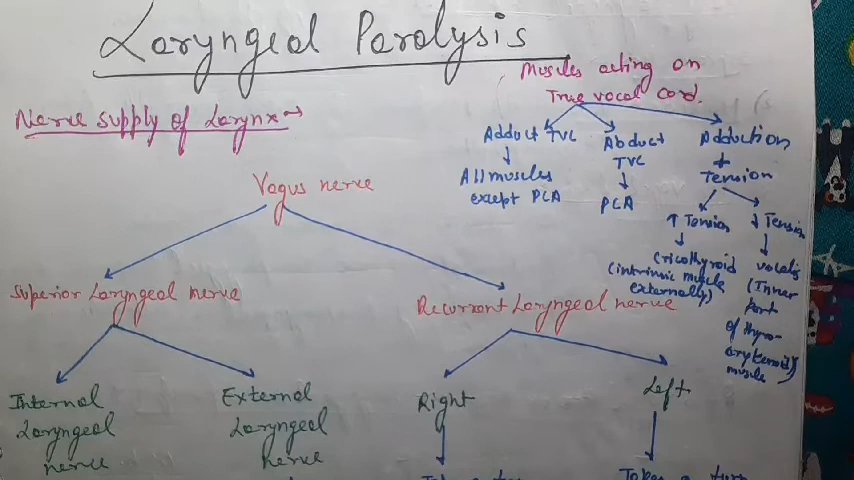 Laryngeal Paralysis
Muscles acting on
True vocal cord.
Nerve supply of Larynx→
Adduct TVC
All muscles
except PCA
Abduct
TVC
PCA
Adduction
+
Tension
↑ Tension
Cricothyroid
(intrinsic muscle
externally)
↓ Tension
vocalis
(Inner
part
of thyro-
arytenoid
muscle)
Vagus nerve
Superior Laryngeal nerve
Recurrent Laryngeal nerve
Internal
Laryngeal
nerve
External
Laryngeal
nerve
Right
Left
Takes a turn